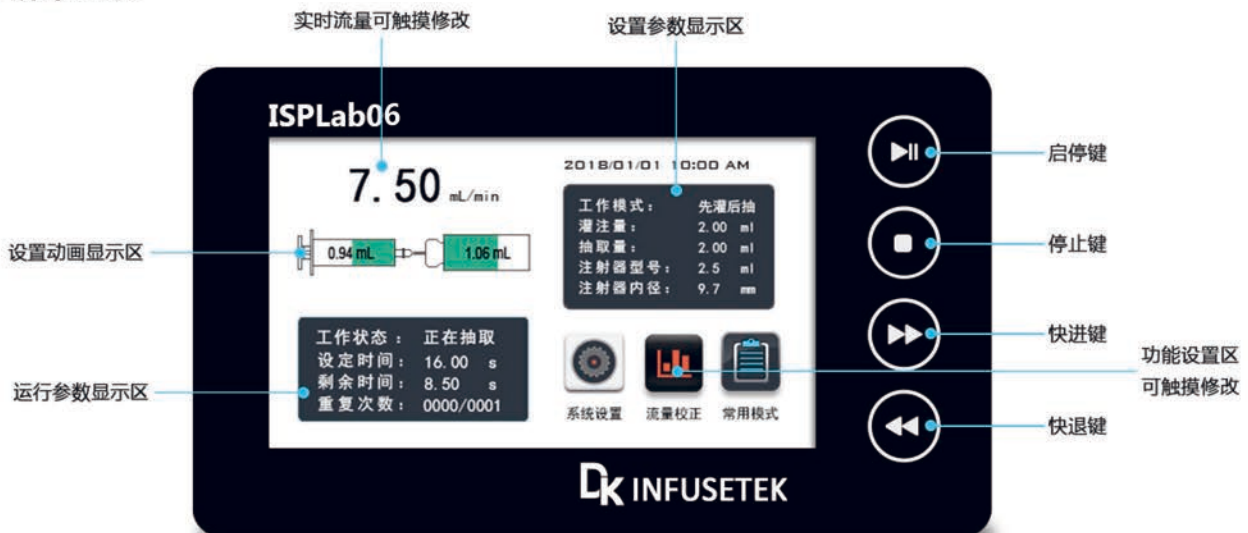 实时流量可触摸修改
设置参数显示区
ISPLab06
7.50 mL/min
2018/01/01 10:00 AM
工作模式： 先灌后抽
灌注量： 2.00 ml
抽取量： 2.00 ml
注射器型号： 2.5 ml
注射器内径： 9.7 mm
设置动画显示区
0.94 mL
1.06 mL
工作状态： 正在抽取
设定时间： 16.00 s
剩余时间： 8.50 s
重复次数： 0000/0001
运行参数显示区
系统设置
流量校正
常用模式
启停键
停止键
快进键
功能设置区
可触摸修改
快退键
DK INFUSETEK